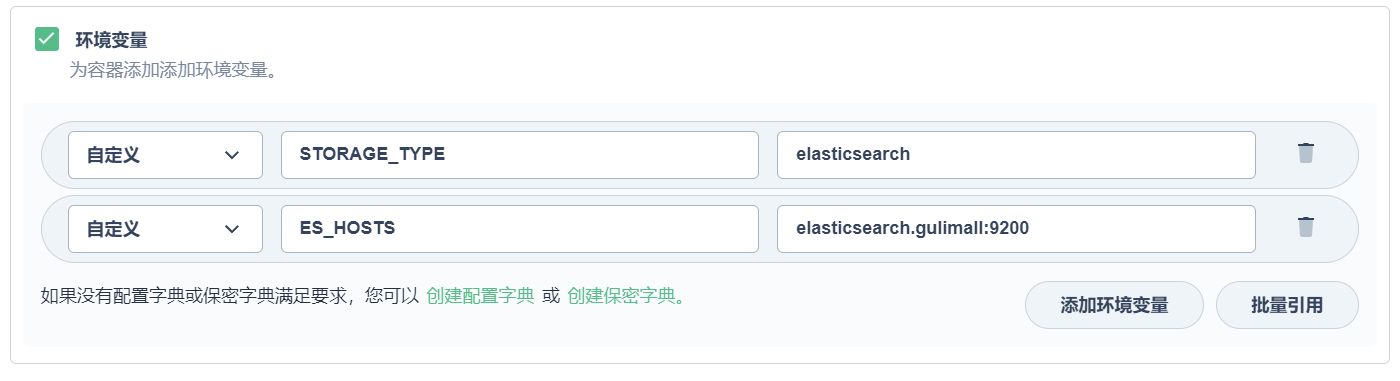 环境变量
为容器添加添加环境变量。
自定义 STORAGE_TYPE elasticsearch
自定义 ES_HOSTS elasticsearch.gulimall:9200
如果没有配置字典或保密字典满足要求，您可以 创建配置字典 或 创建保密字典。
添加环境变量 批量引用